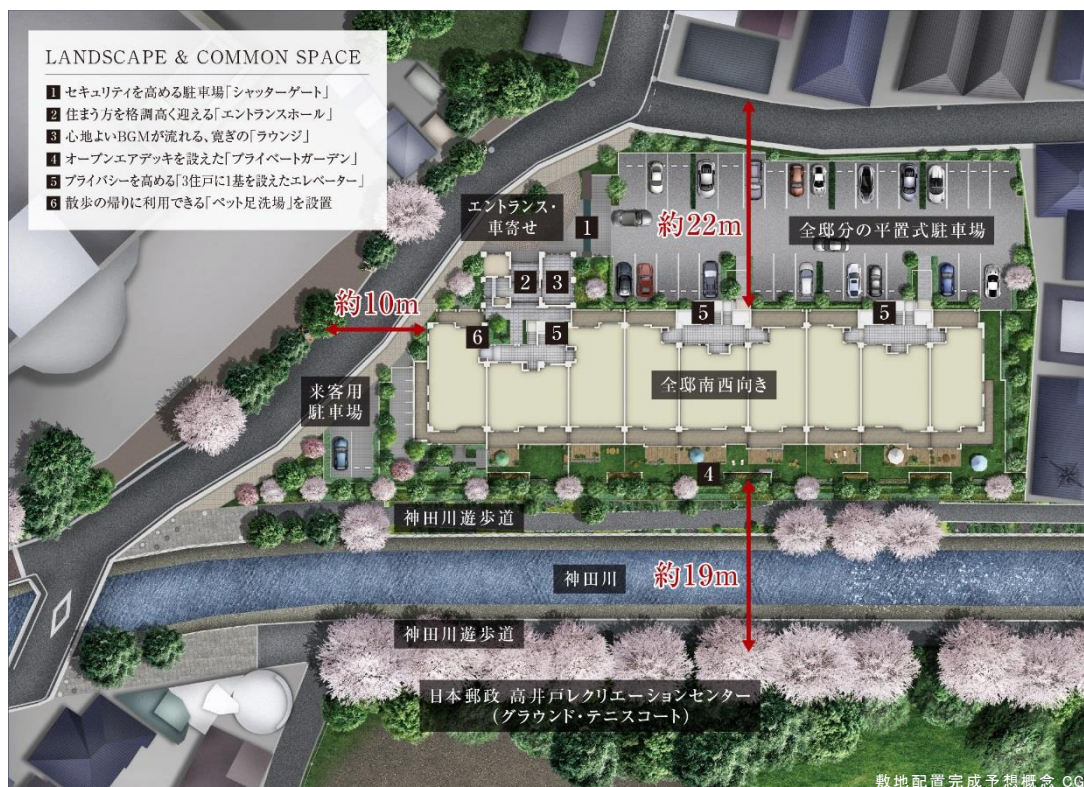 LANDSCAPE & COMMON SPACE
1 セキュリティを高める駐車場「シャッターゲート」
2 住まう方を格調高く迎える「エントランスホール」
3 心地よいBGMが流れる、寛ぎの「ラウンジ」
4 オープンエアデッキを設えた「プライベートガーデン」
5 プライバシーを高める「3住戸に1基を設えたエレベーター」
6 散歩の帰りに利用できる「ペット足洗場」を設置
エントランス・
車寄せ
1
約22m
全邸分の平置式駐車場
2
3
約10m
6
5
5
5
来客用
駐車場
全邸南西向き
4
神田川遊歩道
神田川
約19m
神田川遊歩道
日本郵政 高井戸レクリエーションセンター
(グラウンド・テニスコート)
敷地配置完成予想概念 CG